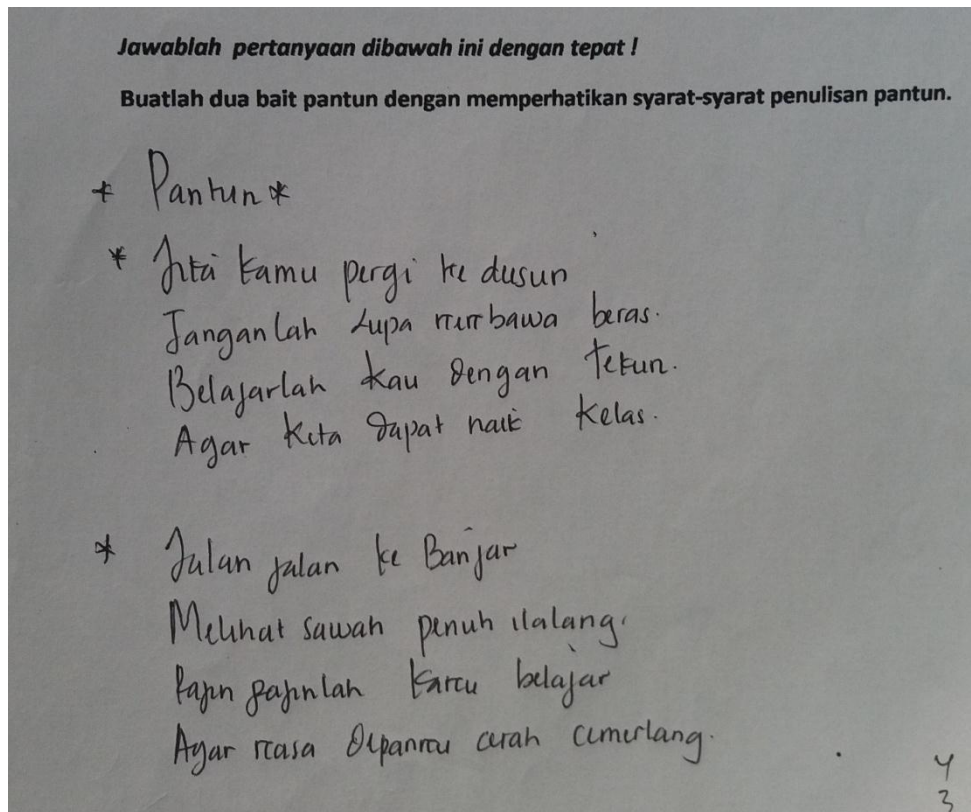 Jawablah pertanyaan dibawah ini dengan tepat !
Buatlah dua bait pantun dengan memperhatikan syarat-syarat penulisan pantun.
* Pantun *
* Jika kamu pergi ke dusun
Janganlah Lupa membawa beras.
Belajarlah kau dengan tekun.
Agar kita dapat naik kelas.
* Jalan jalan ke Banjar
Melihat sawah penuh ilalang.
Rajin rajinlah kamu belajar
Agar masa depanmu cerah cemerlang.
4
3